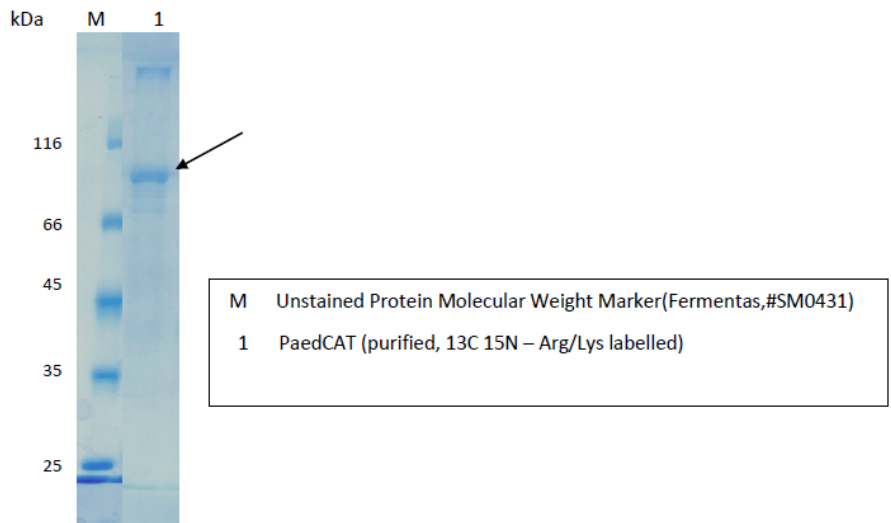 kDa M 1
116
66
45
35
25
M Unstained Protein Molecular Weight Marker(Fermentas,#SM0431)
1 PaedCAT (purified, 13C 15N – Arg/Lys labelled)